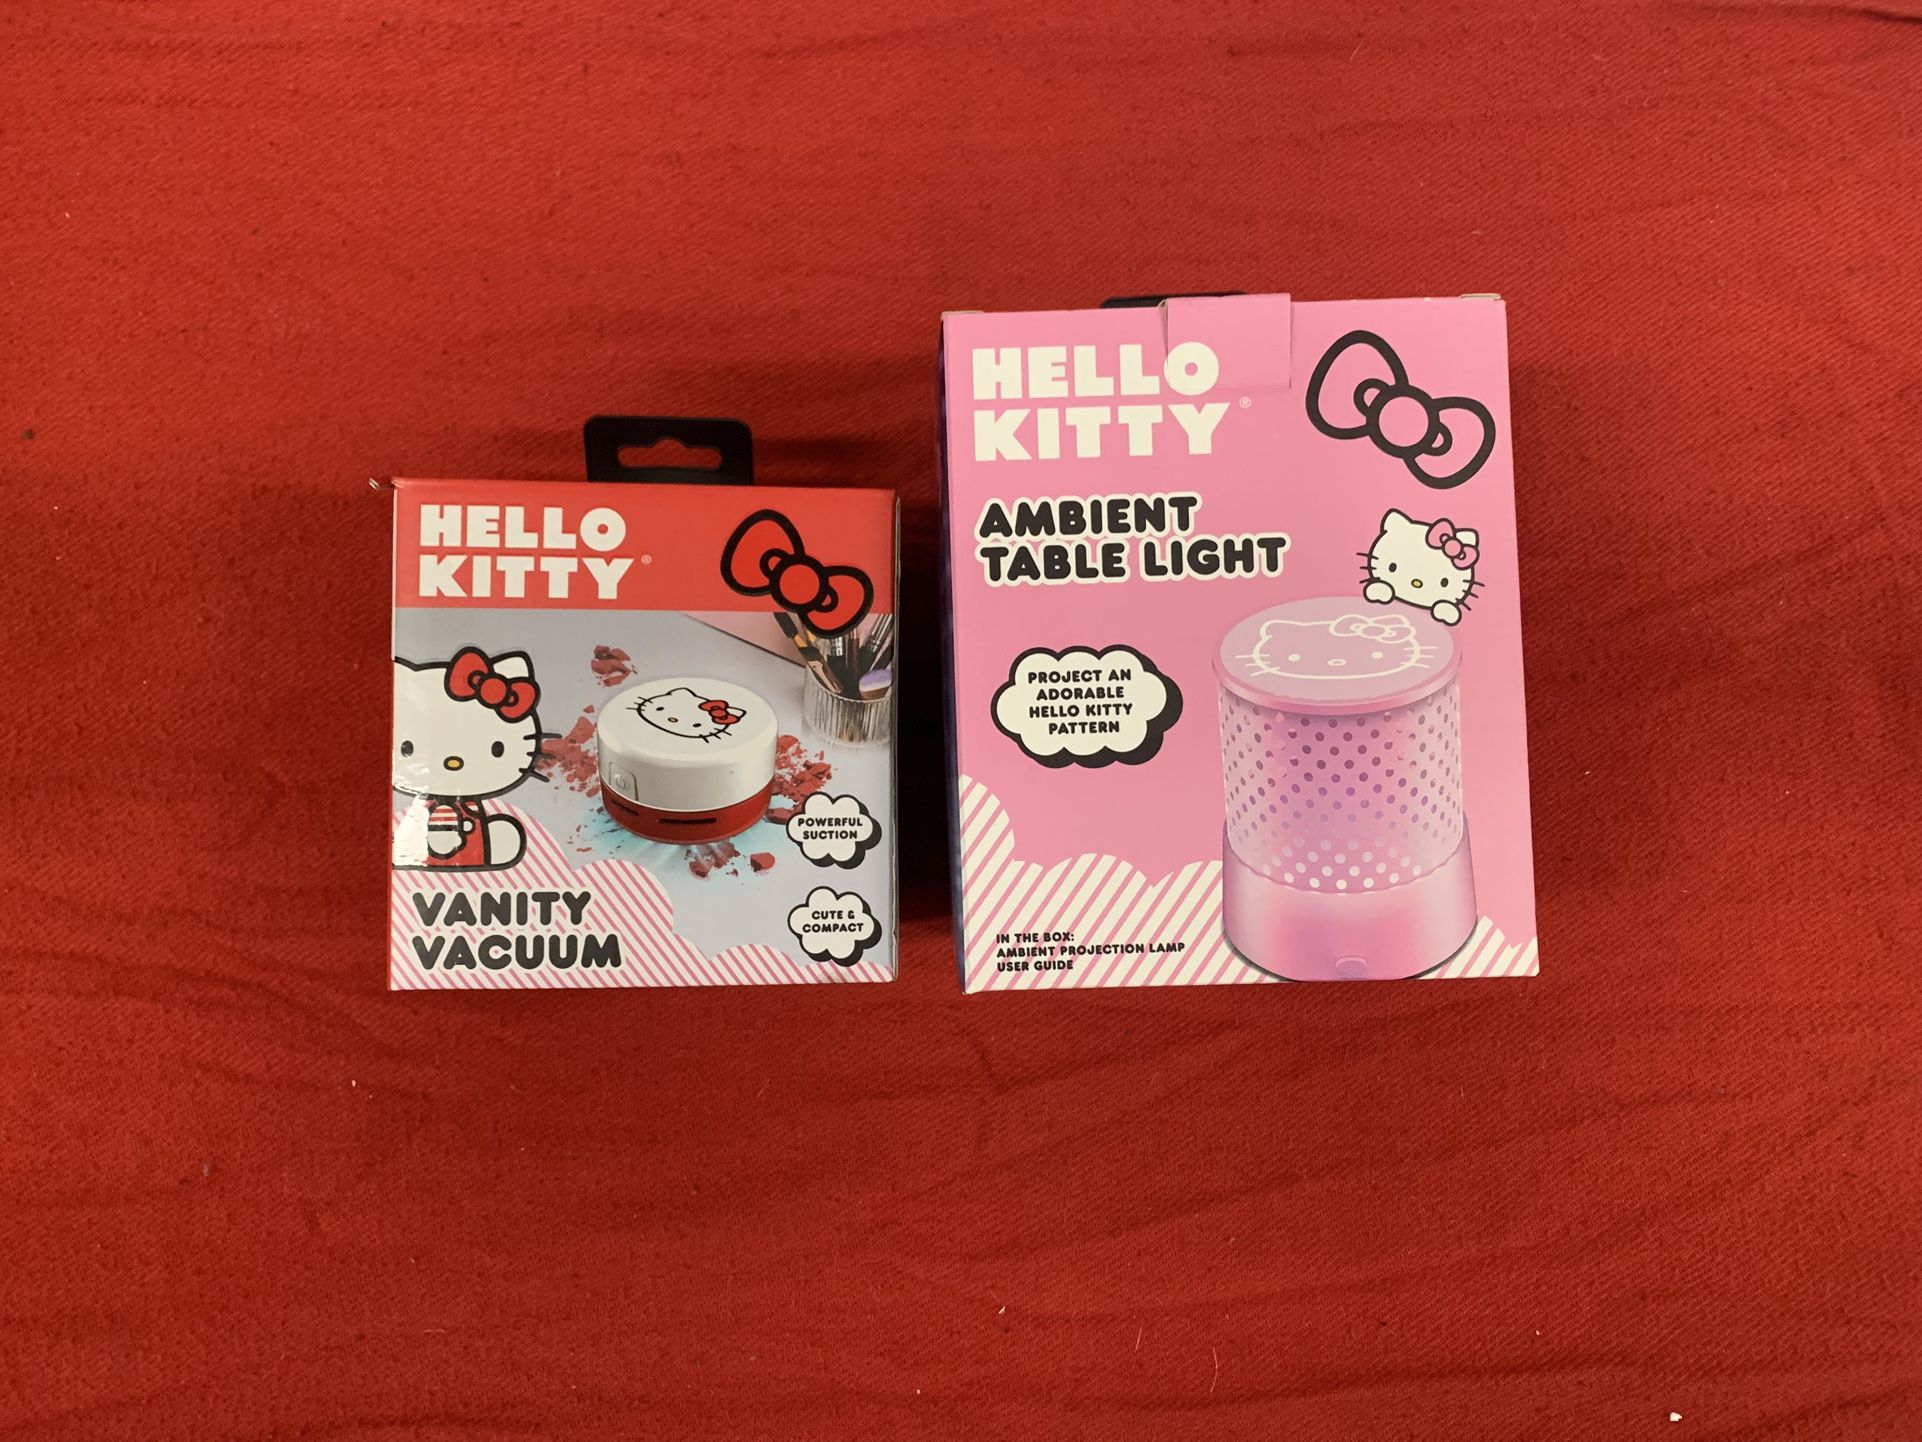 HELLO
KITTY®
POWERFUL
SUCTION
CUTE &
COMPACT
VANITY
VACUUM
HELLO
KITTY®
AMBIENT
TABLE LIGHT
PROJECT AN
ADORABLE
HELLO KITTY
PATTERN
IN THE BOX:
AMBIENT PROJECTION LAMP
USER GUIDE